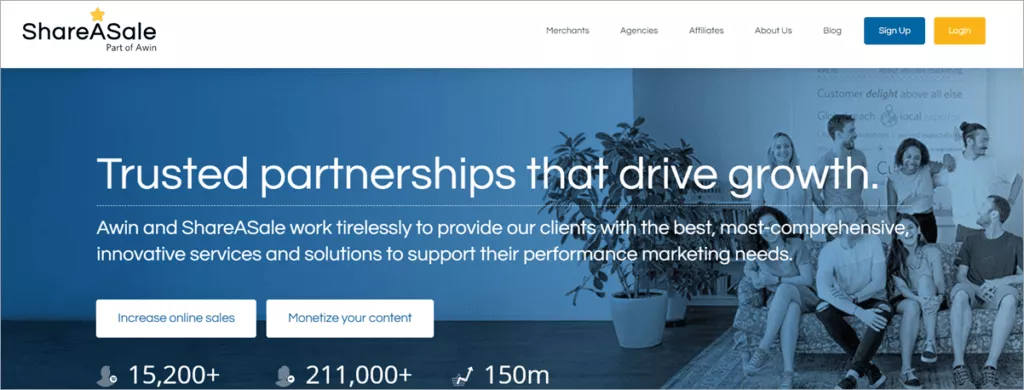 ShareASale
Part of Awin
Merchants
Agencies
Affiliates
About Us
Blog
Sign Up
Login
Customer delight above all else
local
Trusted partnerships that drive growth.
Awin and ShareASale work tirelessly to provide our clients with the best, most-comprehensive,
innovative services and solutions to support their performance marketing needs.
Increase online sales
Monetize your content
15,200+
211,000+
150m